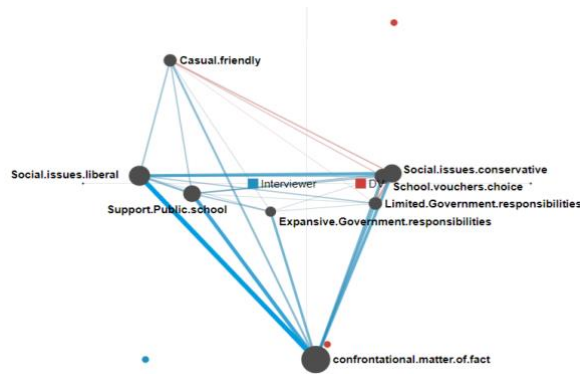 Casual.friendly
Social.issues.liberal
Social.issues.conservative
Interviewer
School.vouchers.choice
Support.Public.school
Limited.Government.responsibilities
Expansive.Government.responsibilities
confrontational.matter.of.fact